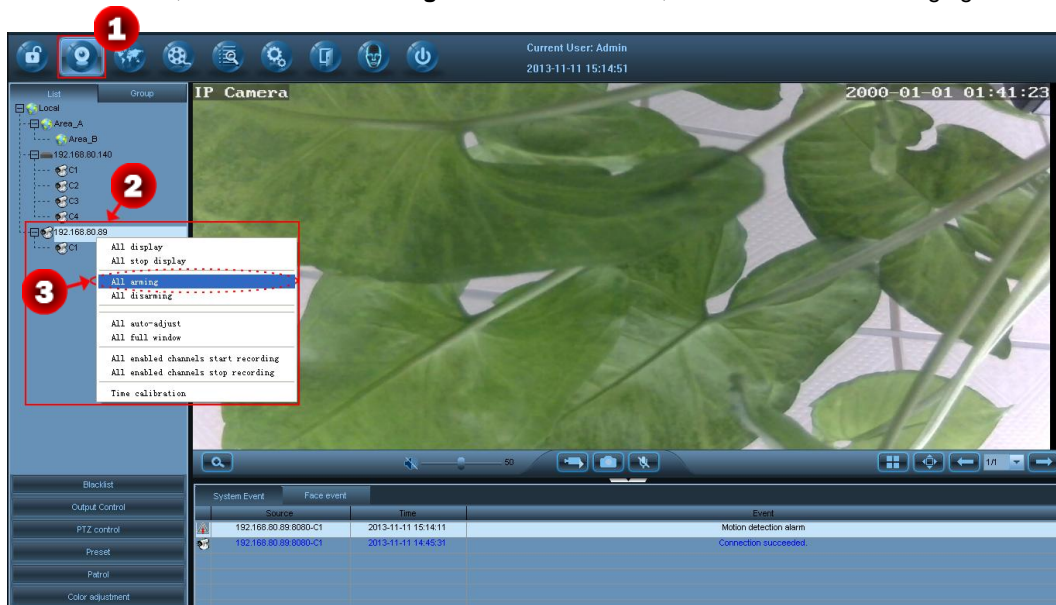 1
Current User: Admin
2013-11-11 15:14:51
List Group
Local
Area_A
Area_B
192.168.80.140
C1
C2
C3
C4
192.168.80.89
C1
2
3
All display
All stop display
All arming
All disarming
All auto-adjust
All full window
All enabled channels start recording
All enabled channels stop recording
Time calibration
IP Camera 2000-01-01 01:41:23
50
1/1
Blacklist
Output Control
PTZ control
Preset
Patrol
Color adjustment
System Event Face event
Source Time Event
192.168.80.89:8080-C1 2013-11-11 15:14:11 Motion detection alarm
192.168.80.89:8080-C1 2013-11-11 14:45:31 Connection succeeded.